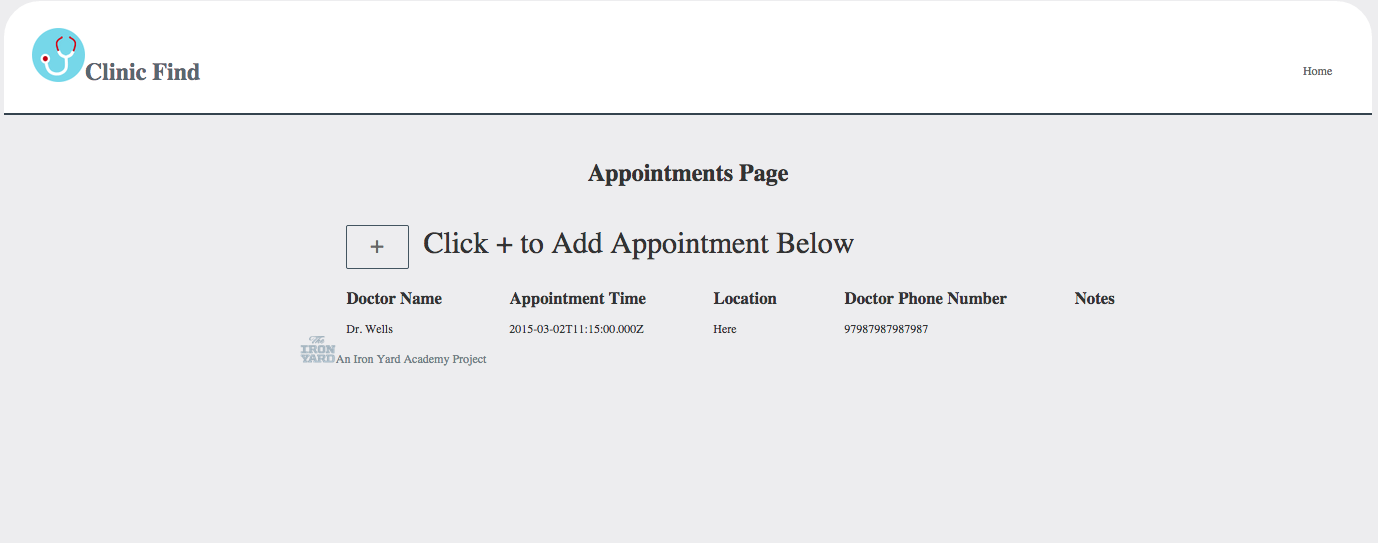 Clinic Find
Home
Appointments Page
+ Click + to Add Appointment Below
Doctor Name Appointment Time Location Doctor Phone Number Notes
Dr. Wells 2015-03-02T11:15:00.000Z Here 97987987987987
The
IRON
YARD An Iron Yard Academy Project